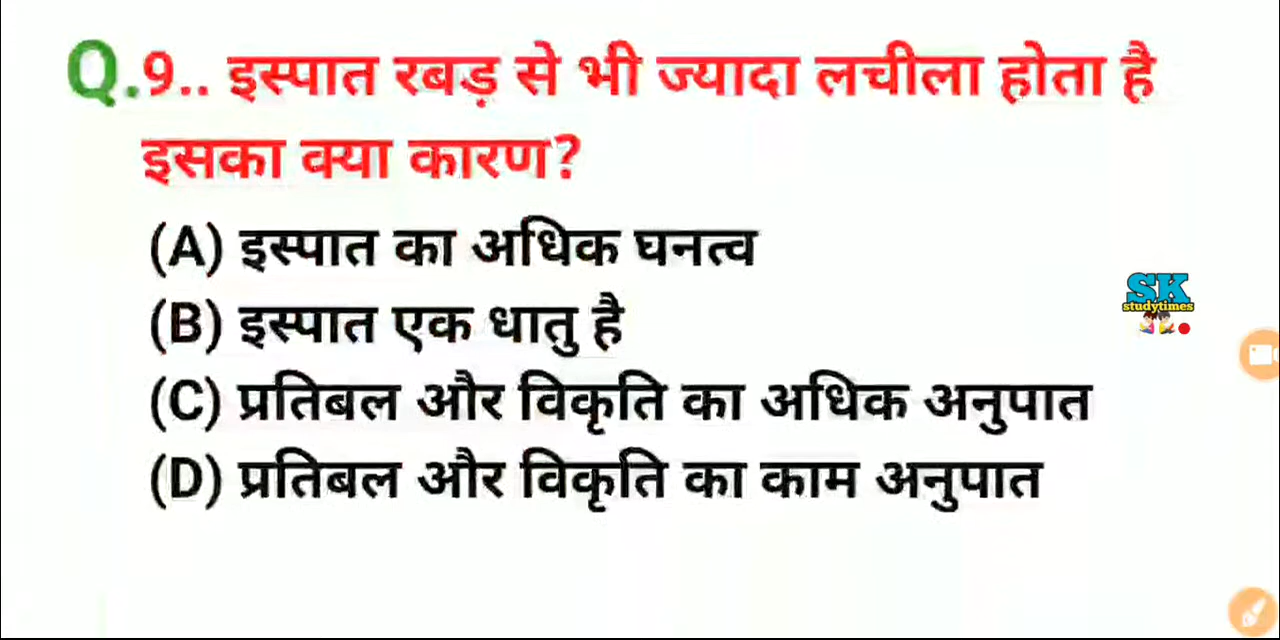 Q.9.. इस्पात रबड़ से भी ज्यादा लचीला होता है
इसका क्या कारण?
(A) इस्पात का अधिक घनत्व
(B) इस्पात एक धातु है
(C) प्रतिबल और विकृति का अधिक अनुपात
(D) प्रतिबल और विकृति का काम अनुपात
SK
studytimes